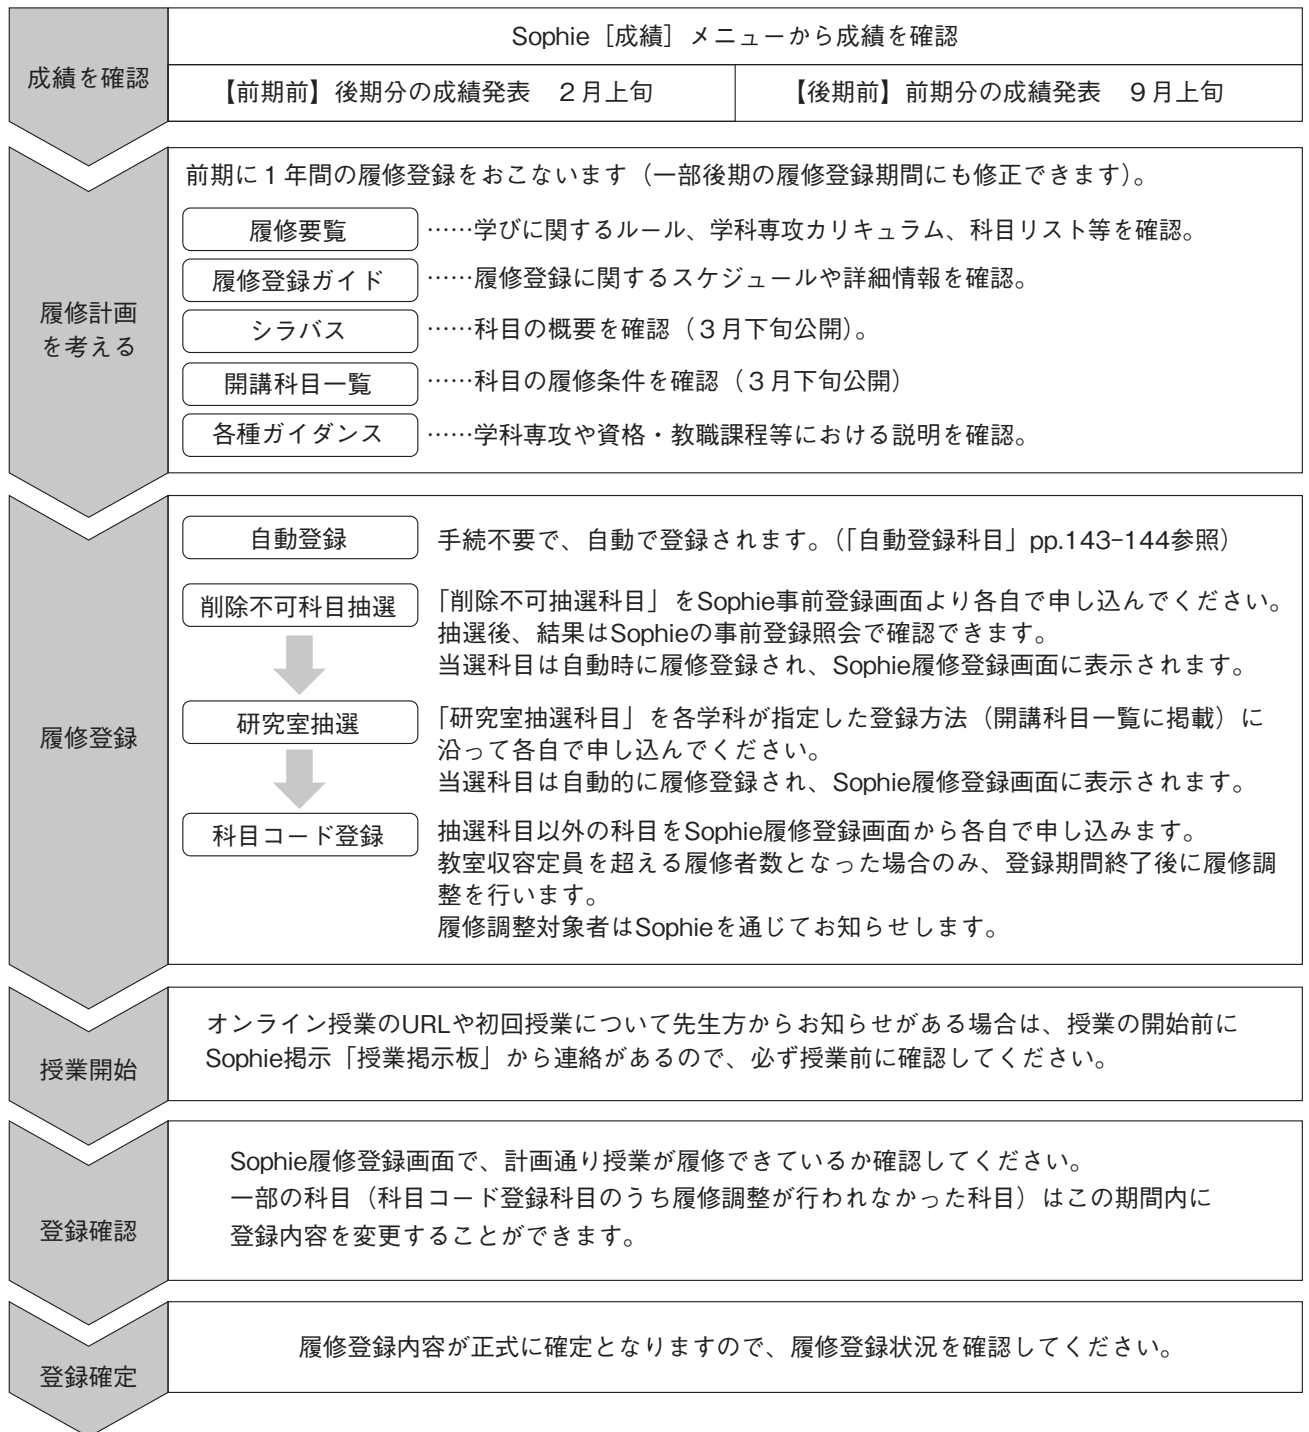 成績を確認
Sophie［成績］メニューから成績を確認
【前期前】後期分の成績発表　２月上旬
【後期前】前期分の成績発表　９月上旬
履修計画
を考える
前期に１年間の履修登録をおこないます（一部後期の履修登録期間にも修正できます）。
履修要覧 ……学びに関するルール、学科専攻カリキュラム、科目リスト等を確認。
履修登録ガイド ……履修登録に関するスケジュールや詳細情報を確認。
シラバス ……科目の概要を確認（３月下旬公開）。
開講科目一覧 ……科目の履修条件を確認（３月下旬公開）
各種ガイダンス ……学科専攻や資格・教職課程等における説明を確認。
履修登録
自動登録 手続不要で、自動で登録されます。（「自動登録科目」pp.143-144参照）
削除不可科目抽選 「削除不可抽選科目」をSophie事前登録画面より各自で申し込んでください。
抽選後、結果はSophieの事前登録照会で確認できます。
当選科目は自動時に履修登録され、Sophie履修登録画面に表示されます。
研究室抽選 「研究室抽選科目」を各学科が指定した登録方法（開講科目一覧に掲載）に
沿って各自で申し込んでください。
当選科目は自動的に履修登録され、Sophie履修登録画面に表示されます。
科目コード登録 抽選科目以外の科目をSophie履修登録画面から各自で申し込みます。
教室収容定員を超える履修者数となった場合のみ、登録期間終了後に履修調
整を行います。
履修調整対象者はSophieを通じてお知らせします。
授業開始
オンライン授業のURLや初回授業について先生方からお知らせがある場合は、授業の開始前に
Sophie掲示「授業掲示板」から連絡があるので、必ず授業前に確認してください。
登録確認
Sophie履修登録画面で、計画通り授業が履修できているか確認してください。
一部の科目（科目コード登録科目のうち履修調整が行われなかった科目）はこの期間内に
登録内容を変更することができます。
登録確定
履修登録内容が正式に確定となりますので、履修登録状況を確認してください。